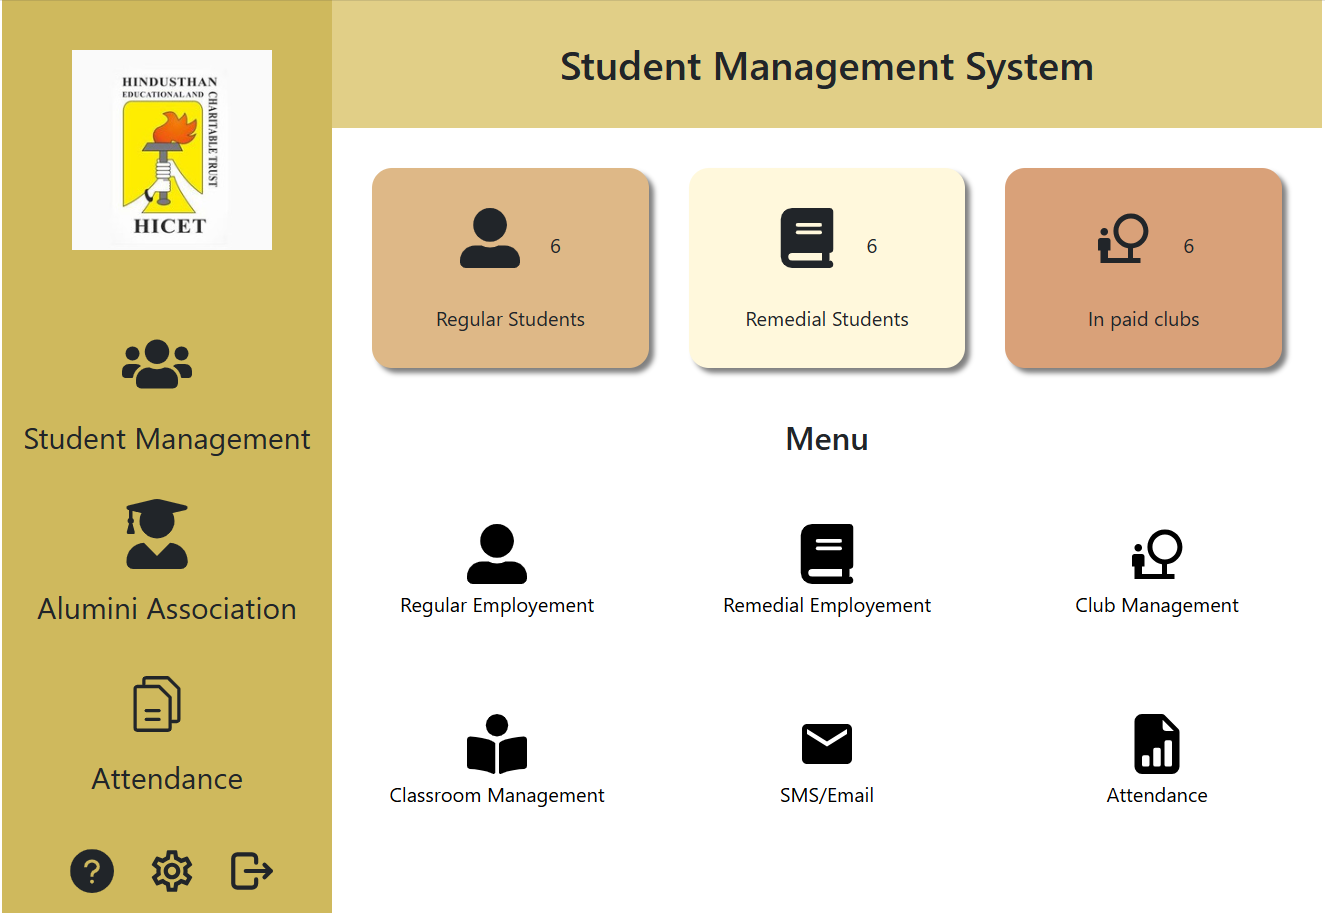 HINDUSTHAN
EDUCATIONAL AND
CHARITABLE TRUST
HICET
Student Management
Alumini Association
Attendance
?
Student Management System
6
Regular Students
6
Remedial Students
6
In paid clubs
Menu
Regular Employement
Remedial Employement
Club Management
Classroom Management
SMS/Email
Attendance